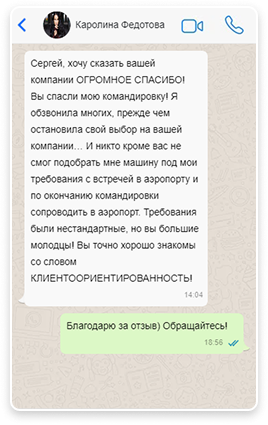 Каролина Федотова
Сергей, хочу сказать вашей
компании ОГРОМНОЕ СПАСИБО!
Вы спасли мою командировку! Я
обзвонила многих, прежде чем
остановила свой выбор на вашей
компании... И никто кроме вас не
смог подобрать мне машину под мои
требования с встречей в аэропорту и
по окончанию командировки
сопроводить в аэропорт. Требования
были нестандартные, но вы большие
молодцы! Вы точно хорошо знакомы
со словом
КЛИЕНТООРИЕНТИРОВАННОСТЬ!
14:04
Благодарю за отзыв) Обращайтесь!
18:56